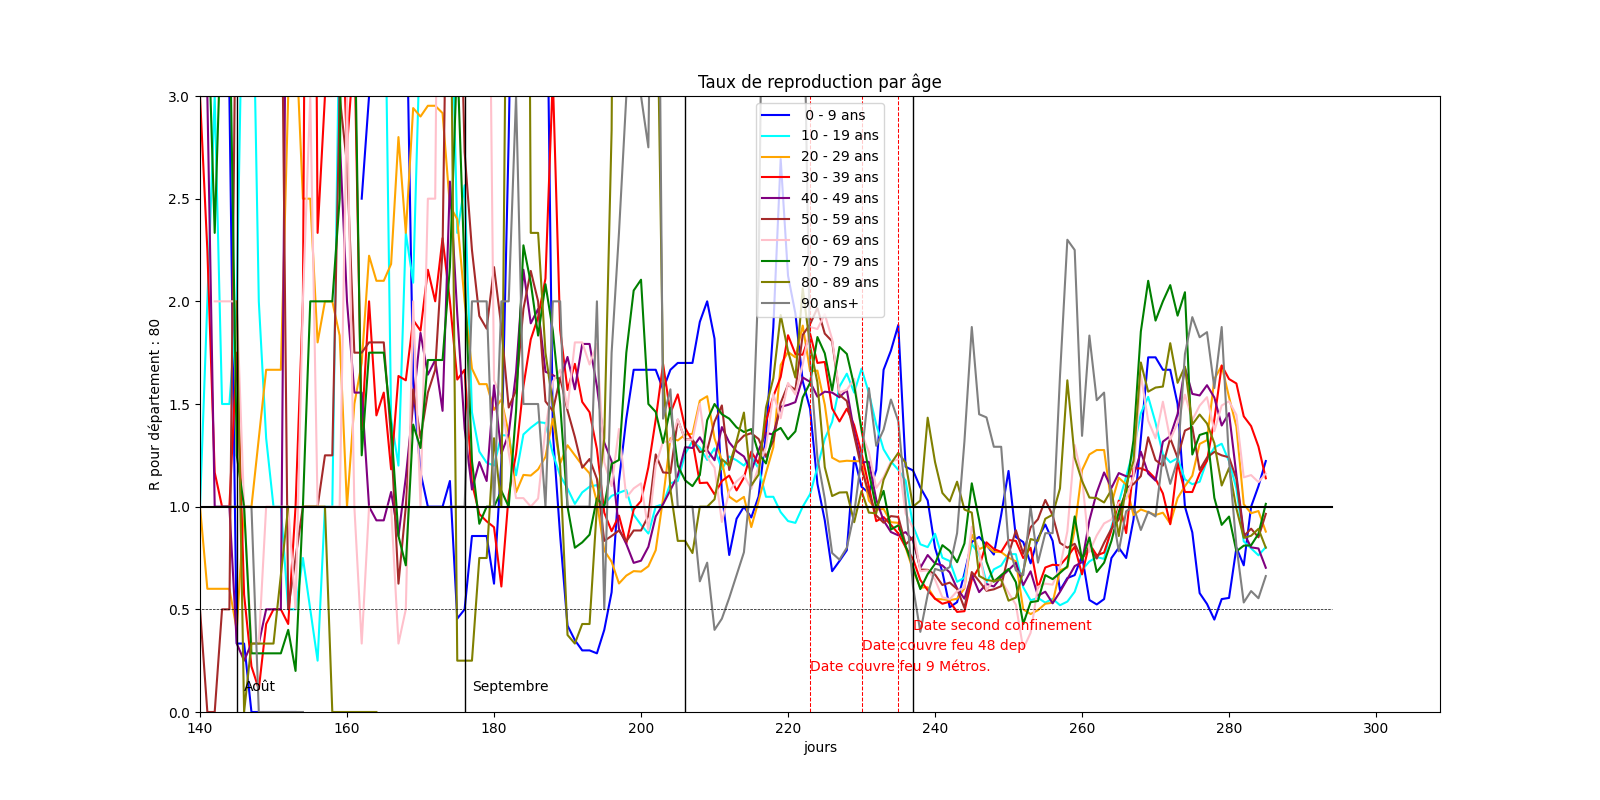 Taux de reproduction par âge
R pour département : 80
3.0
2.5
2.0
1.5
1.0
0.5
0.0
0 - 9 ans
10 - 19 ans
20 - 29 ans
30 - 39 ans
40 - 49 ans
50 - 59 ans
60 - 69 ans
70 - 79 ans
80 - 89 ans
90 ans+
Date second confinement
Date couvre feu 48 dep
Date couvre feu 9 Métros.
Août
Septembre
140
160
180
200
220
240
260
280
300
jours